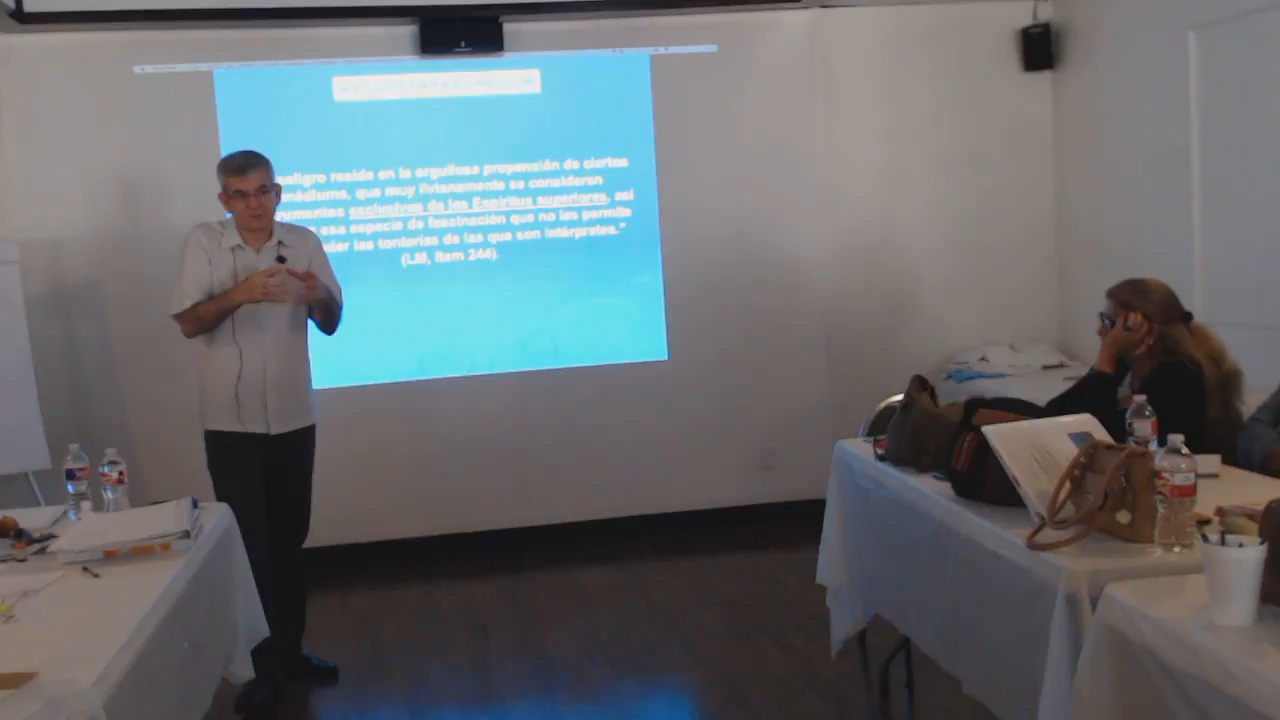 peligro reside en la orgullosa propensión de ciertos
médiums, que muy livianamente se consideran
rumentos exclusivos de los Espíritus superiores, así
esa especie de fascinación que no les permite
der las tonterías de las que son intérpretes."
(LM, ítem 244).